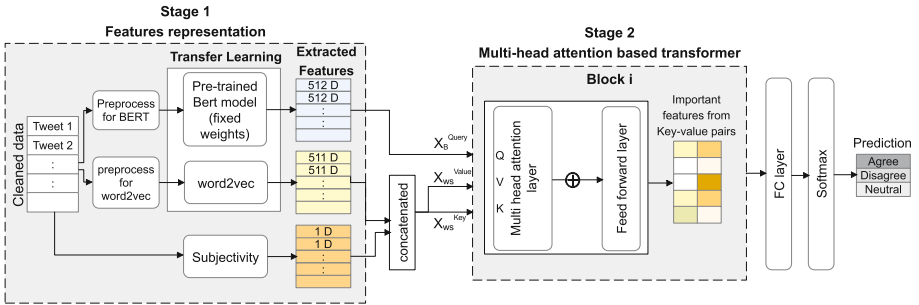 Stage 1
Features representation
Transfer Learning
Extracted
Features
Cleaned data
Tweet 1
Tweet 2
:
:
Preprocess
for BERT
Pre-trained
Bert model
(fixed
weights)
512 D
512 D
:
:
preprocess
for
word2vec
word2vec
511 D
511 D
:
:
Subjectivity
1 D
1 D
:
:
concatenated
X_B^Query
X_ws^Value
X_ws^Key
Stage 2
Multi-head attention based transformer
Block i
Q
V
K
Multi head attention
layer
Feed forward layer
Important
features from
Key-value pairs
FC layer
Softmax
Prediction
Agree
Disagree
Neutral